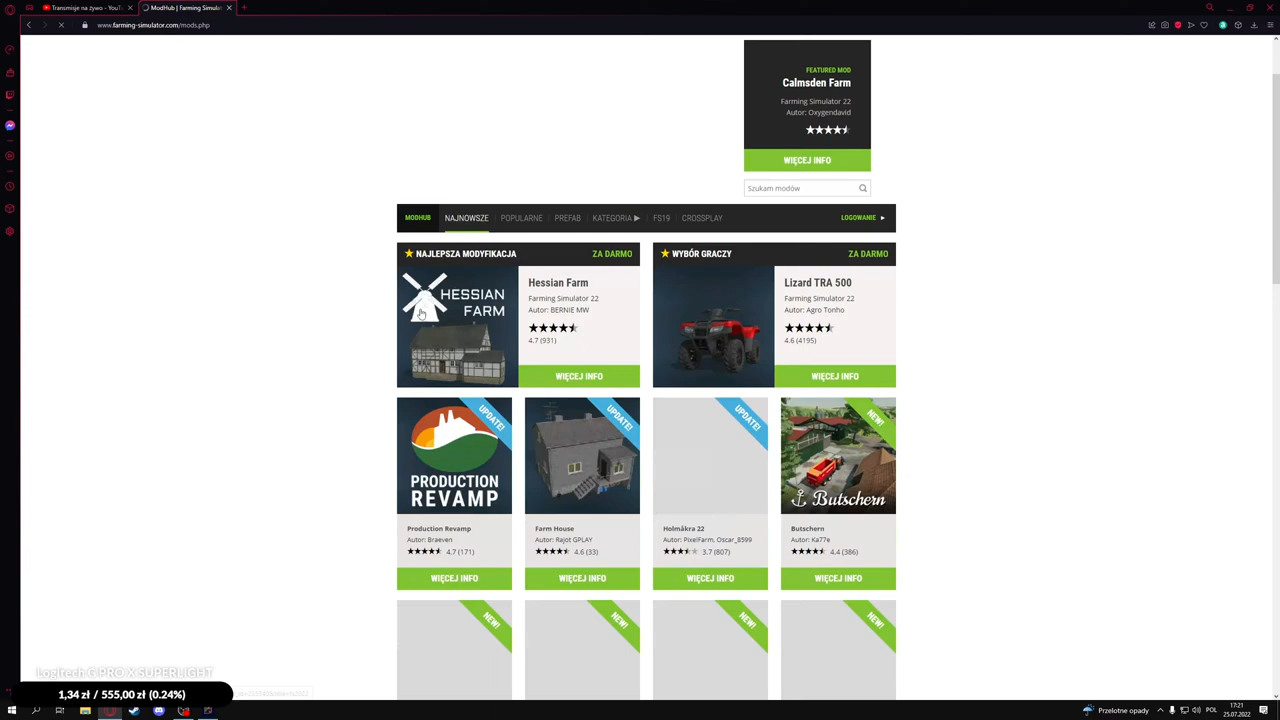 Transmisje na żywo - YouT
ModHub | Farming Simulat
www.farming-simulator.com/mods.php
FEATURED MOD
Calmsden Farm
Farming Simulator 22
Autor: Oxygendavid
WIĘCEJ INFO
Szukam modów
MODHUB NAJNOWSZE POPULARNE PREFAB KATEGORIA ▶ FS19 CROSSPLAY LOGOWANIE ▶
NAJLEPSZA MODYFIKACJA ZA DARMO
HESSIAN
FARM
Hessian Farm
Farming Simulator 22
Autor: BERNiE MW
4.7 (931)
WIĘCEJ INFO
WYBÓR GRACZY ZA DARMO
Lizard TRA 500
Farming Simulator 22
Autor: Agro Tonho
4.6 (4195)
WIĘCEJ INFO
UPDATE!
PRODUCTION
REVAMP
Production Revamp
Autor: Braeven
4.7 (171)
WIĘCEJ INFO
UPDATE!
Farm House
Autor: Rajot GPLAY
4.6 (33)
WIĘCEJ INFO
UPDATE!
Holmåkra 22
Autor: PixelFarm, Oscar_8599
3.7 (807)
WIĘCEJ INFO
NEW!
Butschern
Butschern
Autor: Ka77e
4.4 (386)
WIĘCEJ INFO
NEW!
NEW!
NEW!
NEW!
Logitech G PRO X SUPERLIGHT
1,34 zł / 555,00 zł (0.24%)
Przelotne opady
POL
17:21
25.07.2022